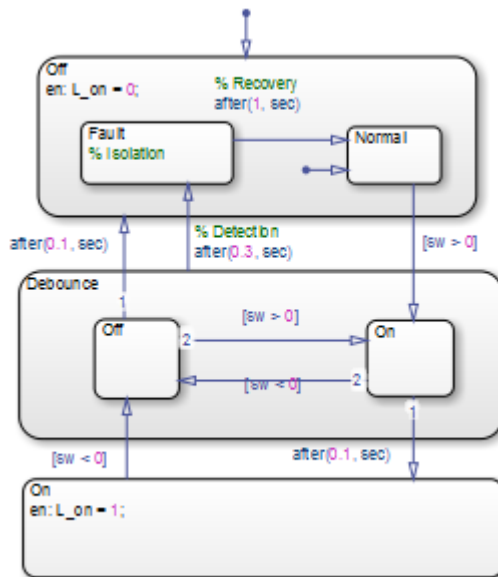 Off
en: L_on = 0;
% Recovery
after(1, sec)
Fault
% Isolation
Normal
after(0.1, sec)
% Detection
after(0.3, sec)
[sw > 0]
Debounce
1
Off
2
[sw > 0]
On
[sw < 0]
2
1
[sw < 0]
after(0.1, sec)
On
en: L_on = 1;